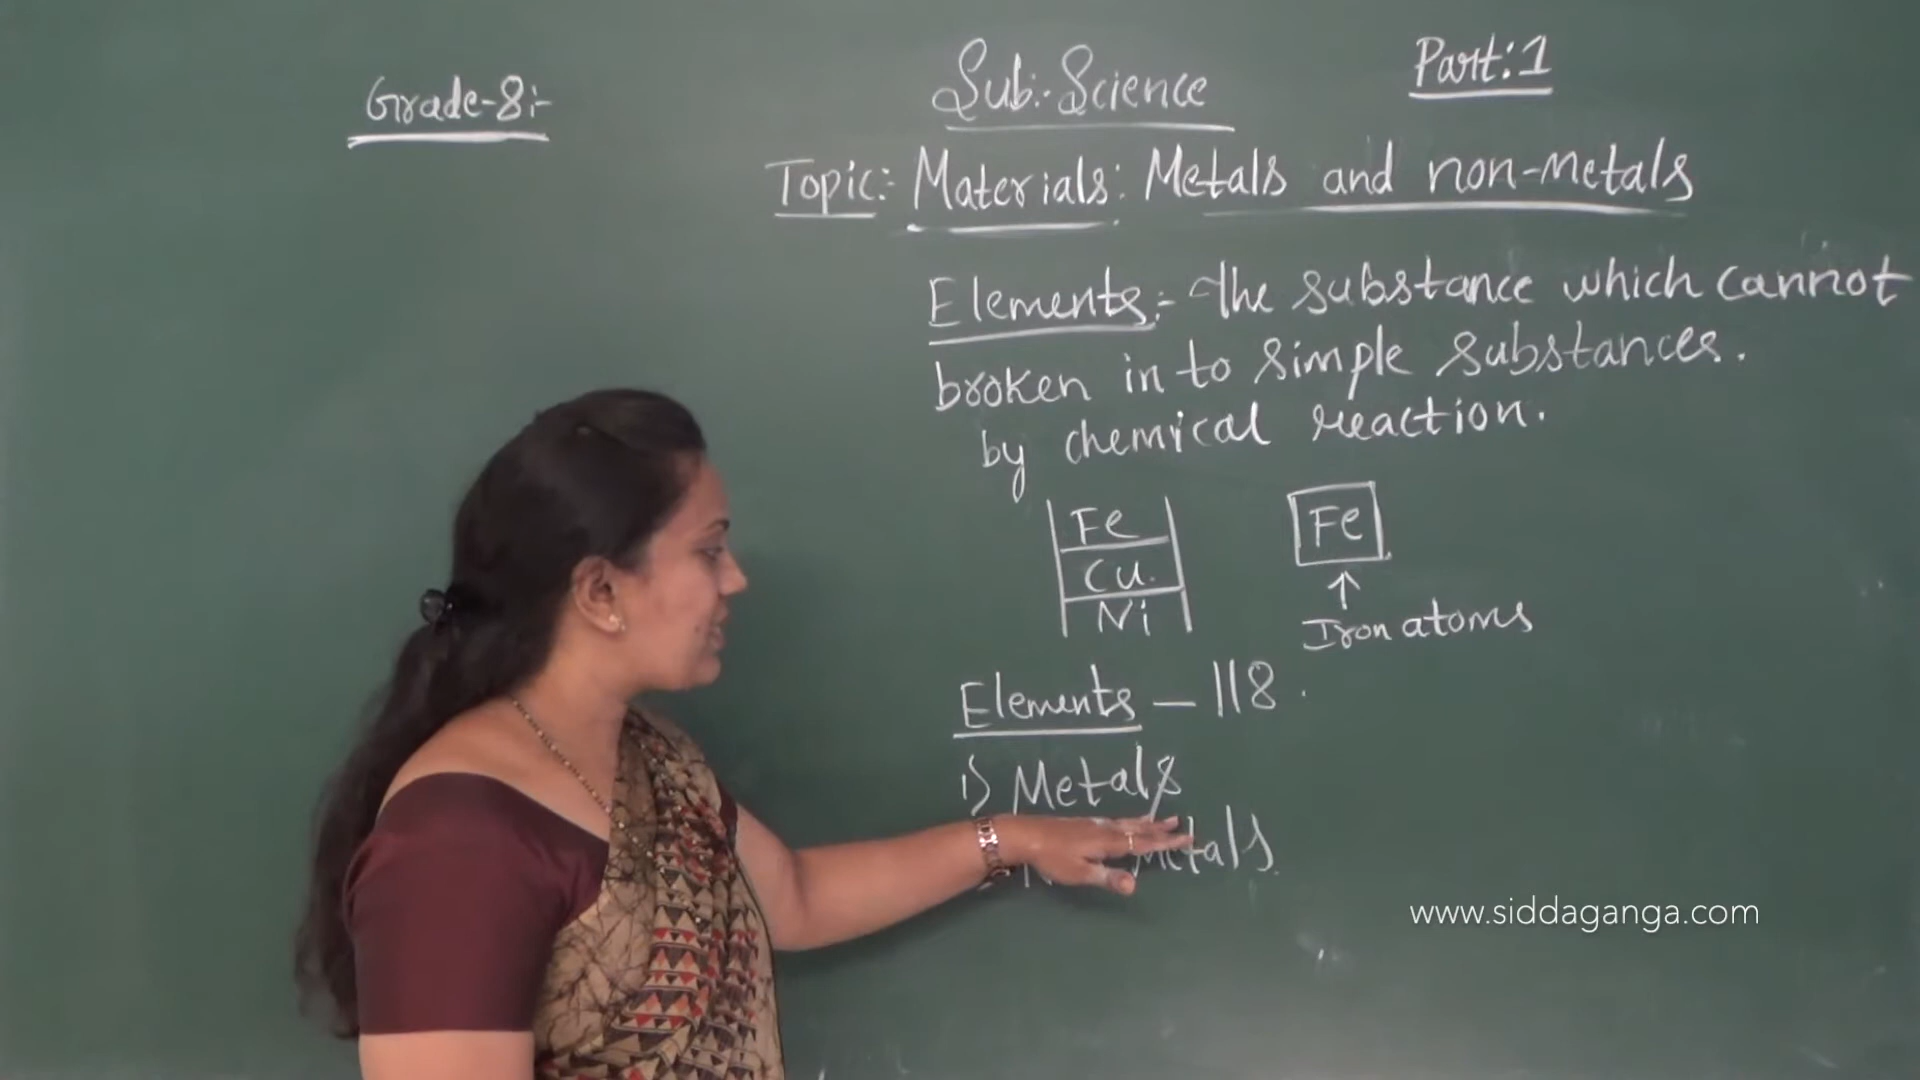 Grade-8:-
Sub:-Science
Part:1
Topic:- Materials: Metals and non-metals
Elements:- The substance which cannot
broken in to simple substances.
by chemical reaction.
Fe
Cu.
Ni
Fe
↑
Iron atoms
Elements - 118.
1) Metals
Metals.
www.siddaganga.com